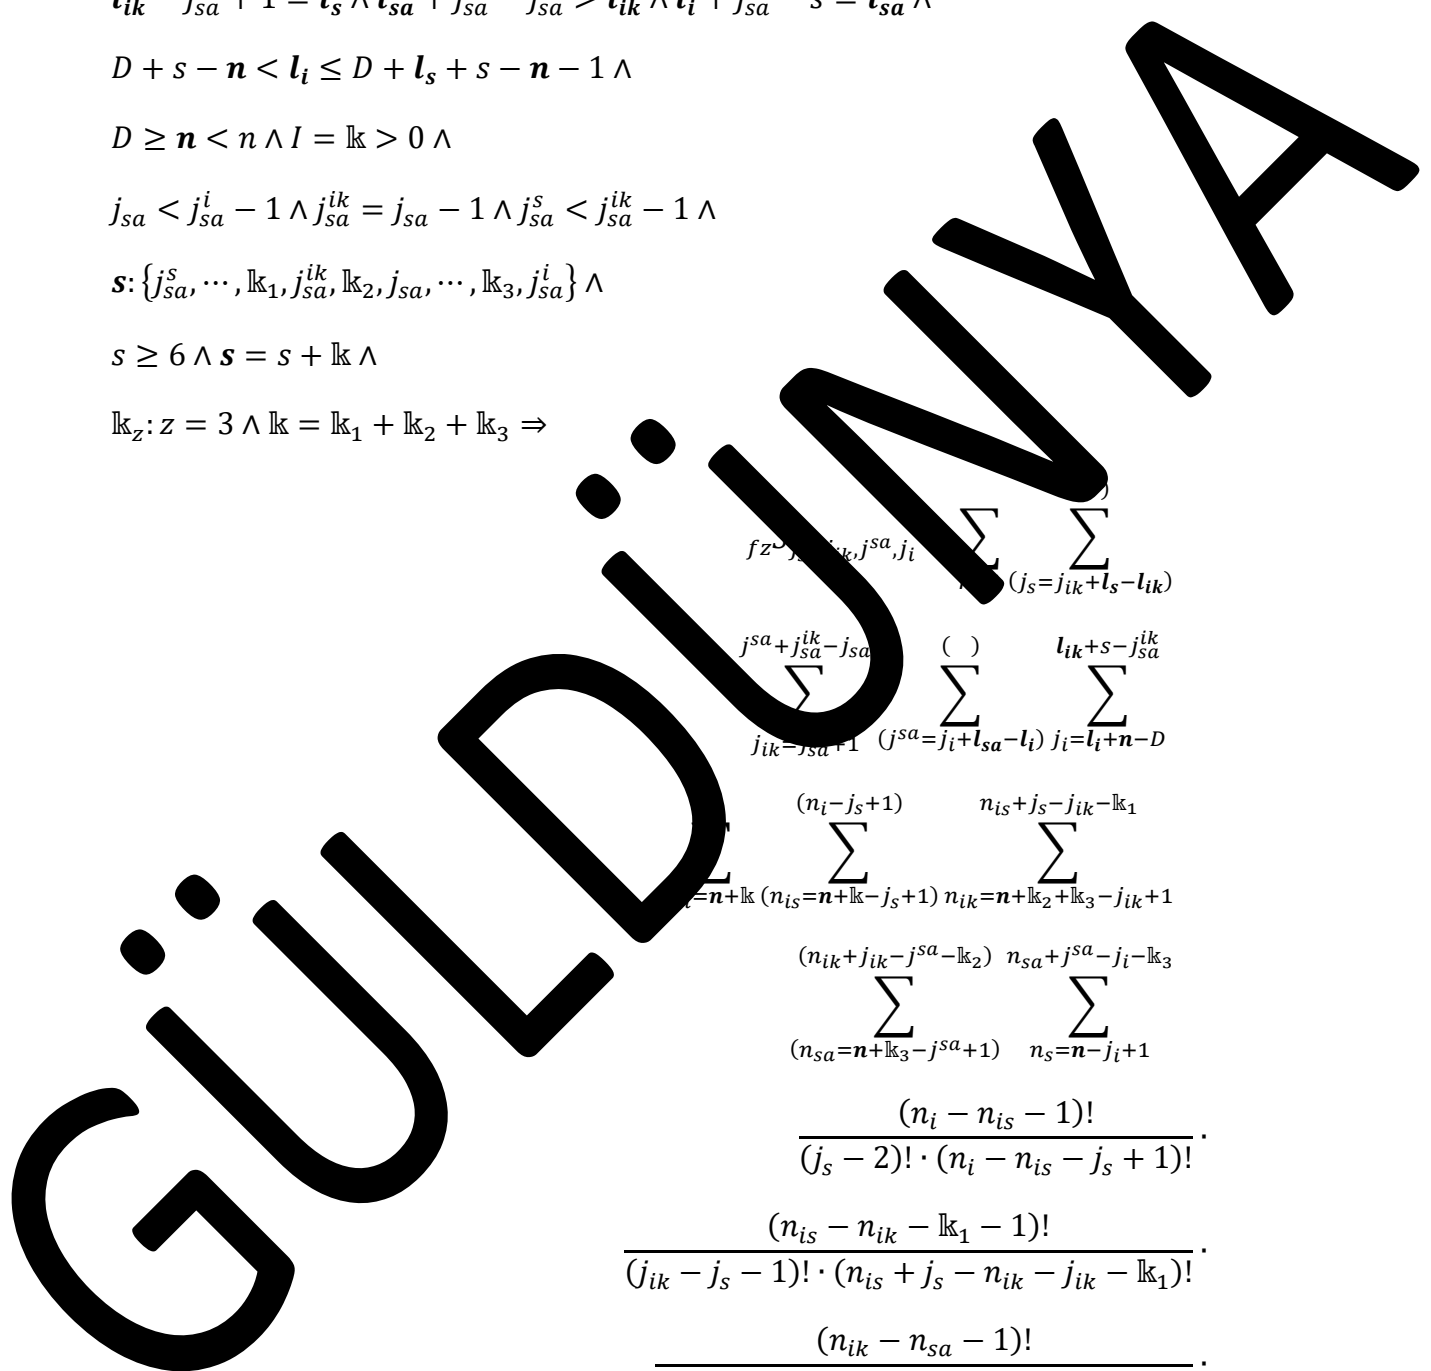 D + s − n < l_i ≤ D + l_s + s − n − 1 ∧
D ≥ n < n ∧ I = 𝕜 > 0 ∧
j_sa < j_sa^i − 1 ∧ j_sa^ik = j_sa − 1 ∧ j_sa^s < j_sa^ik − 1 ∧
s: {j_sa^s, ⋯ , 𝕜_1, j_sa^ik, 𝕜_2, j_sa, ⋯ , 𝕜_3, j_sa^i} ∧
s ≥ 6 ∧ s = s + 𝕜 ∧
𝕜_z: z = 3 ∧ 𝕜 = 𝕜_1 + 𝕜_2 + 𝕜_3 ⇒
∑ ∑
(j_s=j_ik+l_s−l_ik)
j^sa+j_sa^ik−j_sa ( ) l_ik+s−j_sa^ik
∑ ∑ ∑
j_ik=j_sa+1 (j^sa=j_i+l_sa−l_i) j_i=l_i+n−D
(n_i−j_s+1) n_is+j_s−j_ik−𝕜_1
∑ ∑ ∑
=n+𝕜 (n_is=n+𝕜−j_s+1) n_ik=n+𝕜_2+𝕜_3−j_ik+1
(n_ik+j_ik−j^sa−𝕜_2) n_sa+j^sa−j_i−𝕜_3
∑ ∑
(n_sa=n+𝕜_3−j^sa+1) n_s=n−j_i+1
(n_i − n_is − 1)!
(j_s − 2)! · (n_i − n_is − j_s + 1)! ·
(n_is − n_ik − 𝕜_1 − 1)!
(j_ik − j_s − 1)! · (n_is + j_s − n_ik − j_ik − 𝕜_1)! ·
(n_ik − n_sa − 1)! ·
GÜLDÜNYA